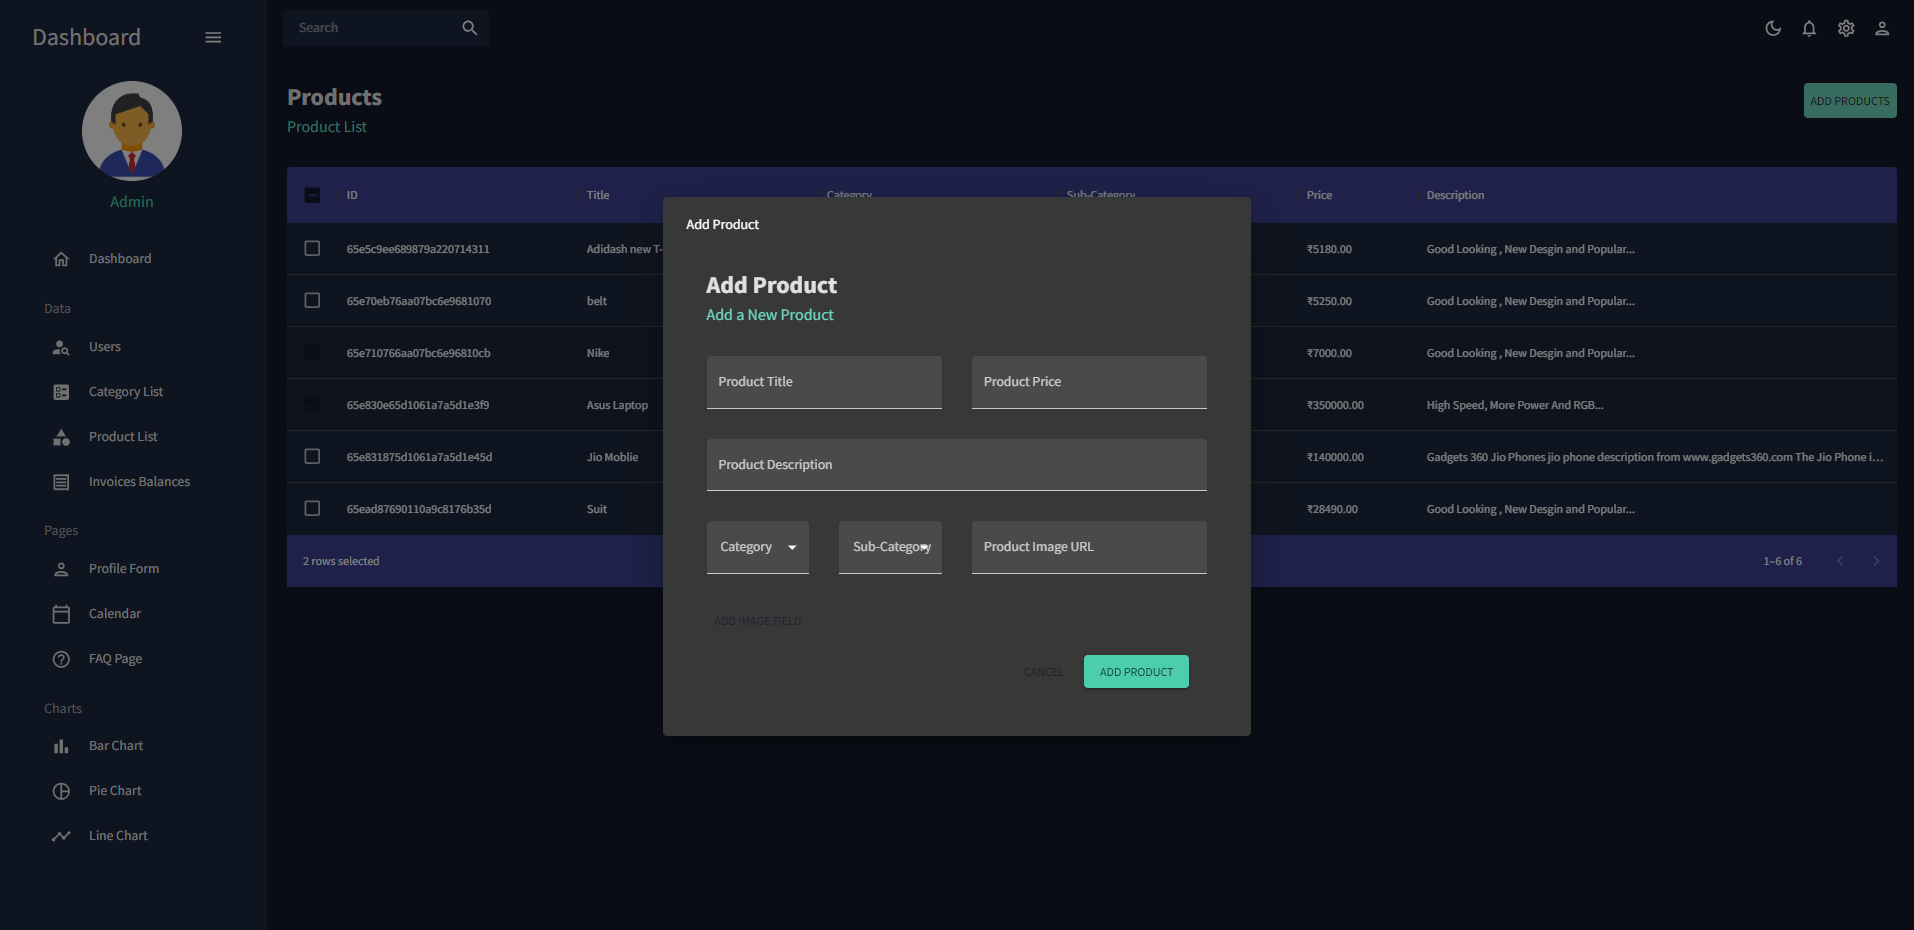 Dashboard
Search
Admin
Dashboard
Data
Users
Category List
Product List
Invoices Balances
Pages
Profile Form
Calendar
FAQ Page
Charts
Bar Chart
Pie Chart
Line Chart
Products
Product List
ADD PRODUCTS
ID Title Category Sub-Category Price Description
65e5c9ee689879a220714311 Adidash new T- ₹5180.00 Good Looking , New Desgin and Popular...
65e70eb76aa07bc6e9681070 belt ₹5250.00 Good Looking , New Desgin and Popular...
65e710766aa07bc6e96810cb Nike ₹7000.00 Good Looking , New Desgin and Popular...
65e830e65d1061a7a5d1e3f9 Asus Laptop ₹350000.00 High Speed, More Power And RGB...
65e831875d1061a7a5d1e45d Jio Moblie ₹140000.00 Gadgets 360 Jio Phones jio phone description from www.gadgets360.com The Jio Phone i...
65ead87690110a9c8176b35d Suit ₹28490.00 Good Looking , New Desgin and Popular...
2 rows selected 1–6 of 6
Add Product
Add Product
Add a New Product
Product Title Product Price
Product Description
Category Sub-Category Product Image URL
ADD IMAGE FIELD
CANCEL ADD PRODUCT